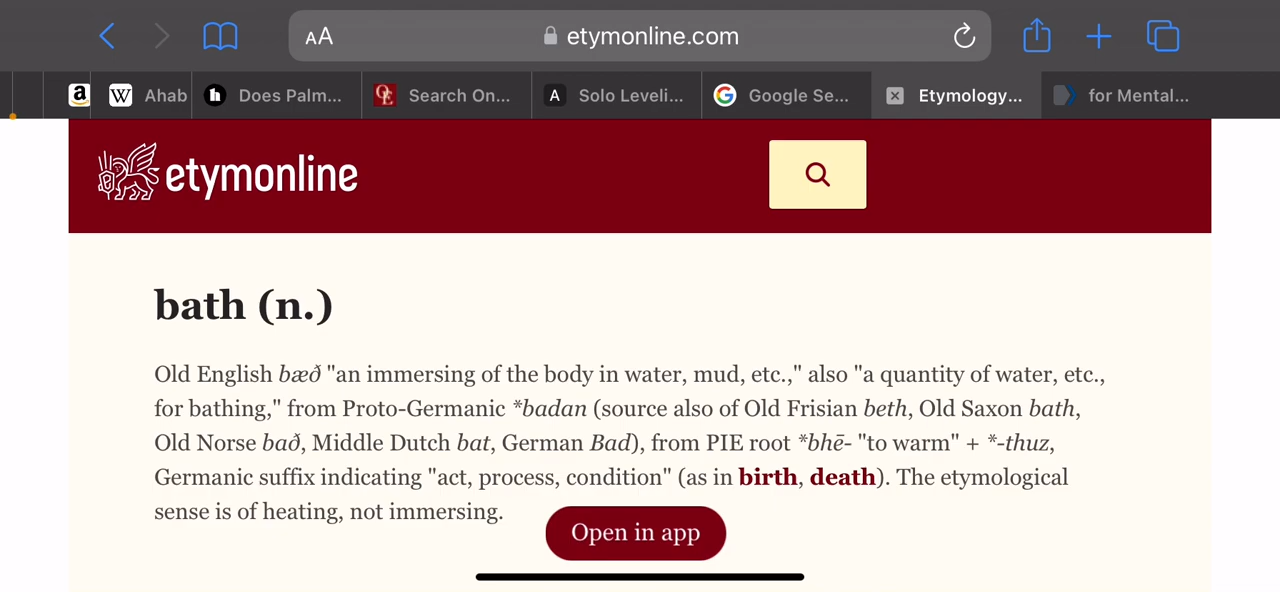 AA
etymonline.com
a
W Ahab
h Does Palm...
OE Search On...
A Solo Leveli...
G Google Se...
Etymology...
for Mental...
etymonline
bath (n.)
Old English bæð "an immersing of the body in water, mud, etc.," also "a quantity of water, etc.,
for bathing," from Proto-Germanic *badan (source also of Old Frisian beth, Old Saxon bath,
Old Norse bað, Middle Dutch bat, German Bad), from PIE root *bhē- "to warm" + *-thuz,
Germanic suffix indicating "act, process, condition" (as in birth, death). The etymological
sense is of heating, not immersing.
Open in app